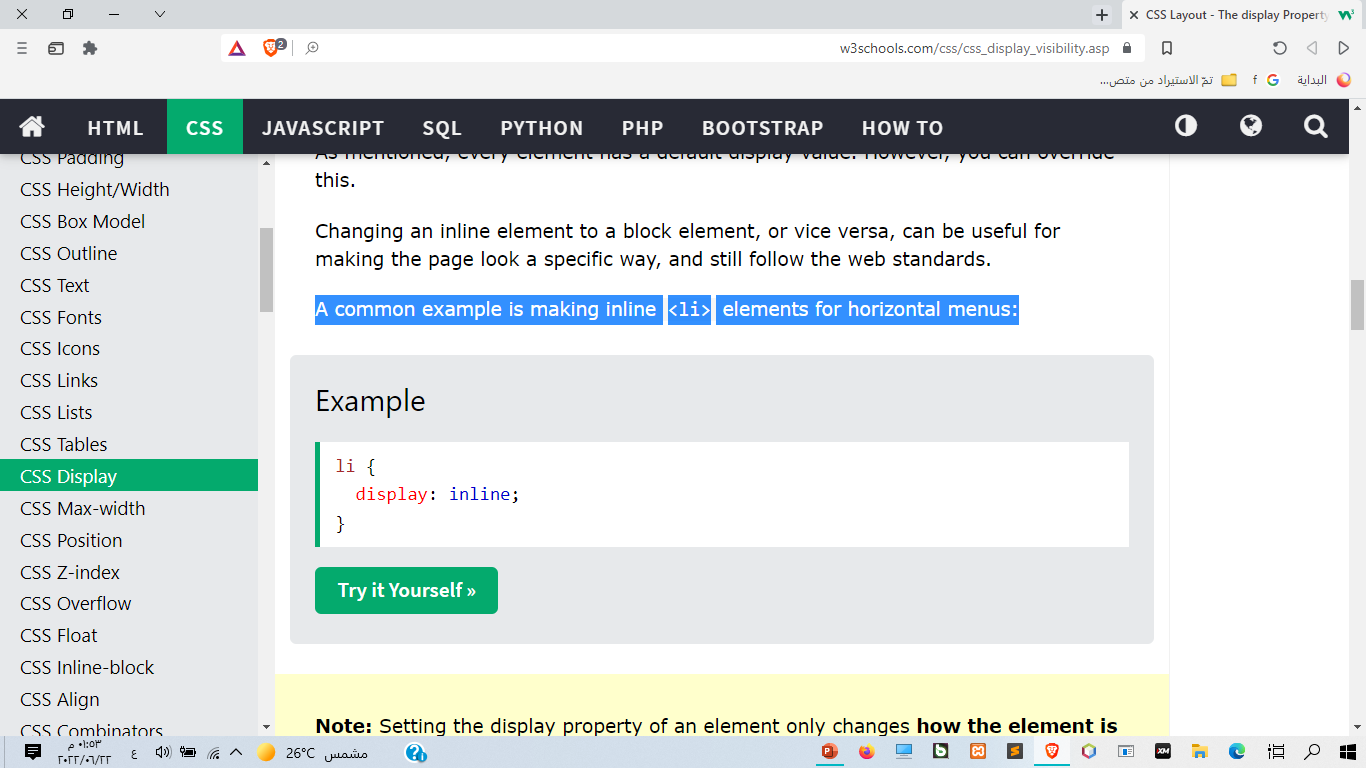 CSS Layout - The display Property
w3schools.com/css/css_display_visibility.asp
2
البداية
f
تمّ الاستيراد من متص...
HTML
CSS
JAVASCRIPT
SQL
PYTHON
PHP
BOOTSTRAP
HOW TO
CSS Padding
CSS Height/Width
CSS Box Model
CSS Outline
CSS Text
CSS Fonts
CSS Icons
CSS Links
CSS Lists
CSS Tables
CSS Display
CSS Max-width
CSS Position
CSS Z-index
CSS Overflow
CSS Float
CSS Inline-block
CSS Align
CSS Combinators
As mentioned, every element has a default display value. However, you can override
this.
Changing an inline element to a block element, or vice versa, can be useful for
making the page look a specific way, and still follow the web standards.
A common example is making inline <li> elements for horizontal menus:
Example
li {
display: inline;
}
Try it Yourself »
Note: Setting the display property of an element only changes how the element is
٠١:٥٣ م
٢٠٢٢/٠٦/٢٢
ع
26°C مشمس